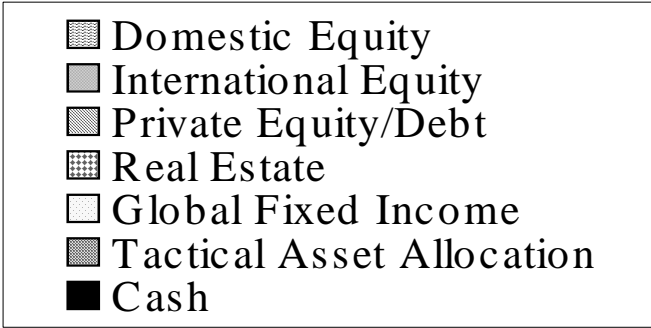 Domestic Equity
International Equity
Private Equity/Debt
Real Estate
Global Fixed Income
Tactical Asset Allocation
Cash